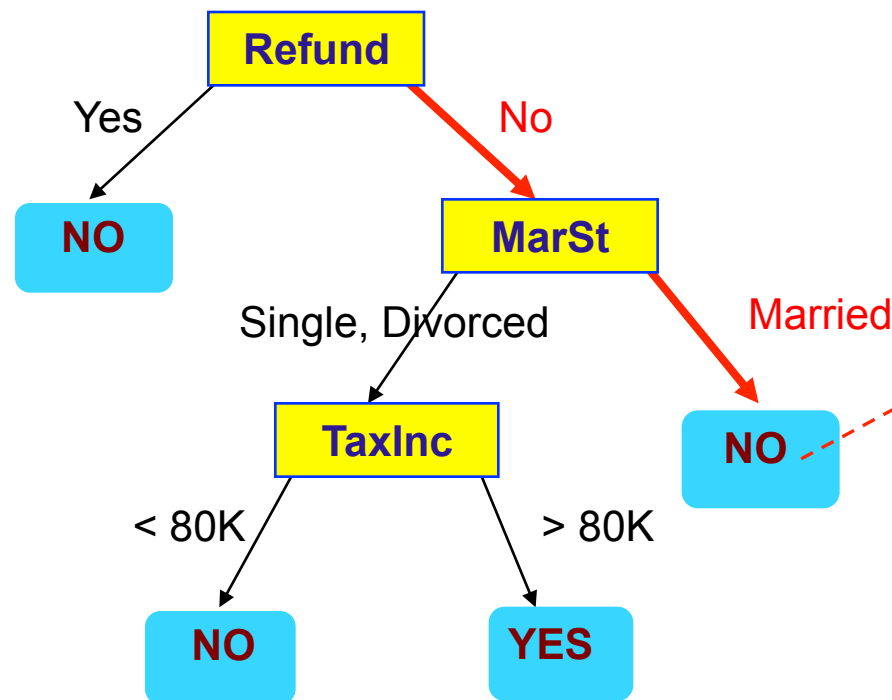 Refund
Yes
No
NO
MarSt
Single, Divorced
Married
TaxInc
NO
< 80K
> 80K
NO
YES